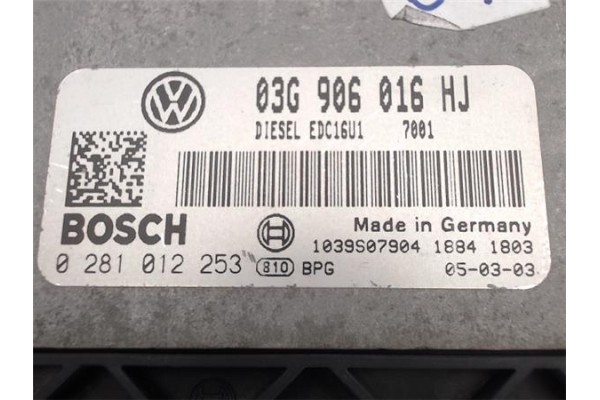 03G 906 016 HJ
DIESEL EDC16U1 7001
BOSCH
Made in Germany
1039S07904 1884 1803
0 281 012 253 810 BPG 05-03-03